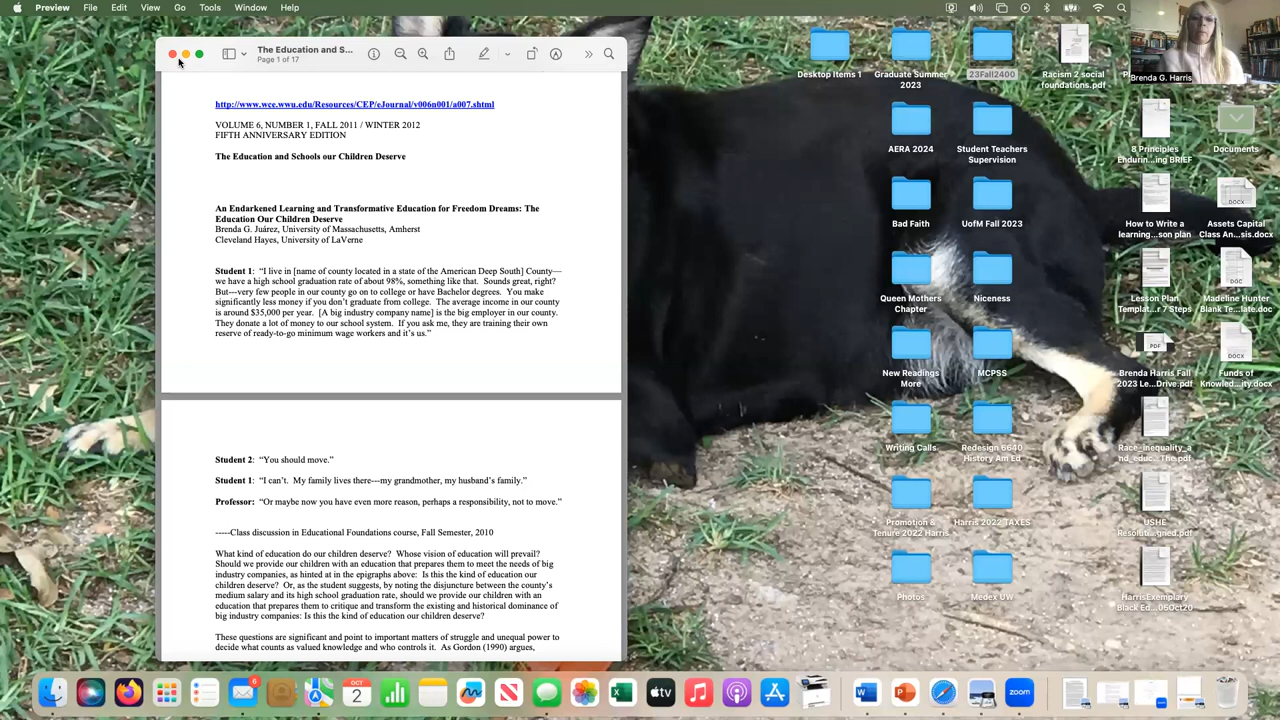 Preview File Edit View Go Tools Window Help
The Education and S...
Page 1 of 17
http://www.wce.wwu.edu/Resources/CEP/eJournal/v006n001/a007.shtml
VOLUME 6, NUMBER 1, FALL 2011 / WINTER 2012
FIFTH ANNIVERSARY EDITION
The Education and Schools our Children Deserve
An Endarkened Learning and Transformative Education for Freedom Dreams: The
Education Our Children Deserve
Brenda G. Juárez, University of Massachusetts, Amherst
Cleveland Hayes, University of LaVerne
Student 1: “I live in [name of county located in a state of the American Deep South] County—
we have a high school graduation rate of about 98%, something like that. Sounds great, right?
But---very few people in our county go on to college or have Bachelor degrees. You make
significantly less money if you don’t graduate from college. The average income in our county
is around $35,000 per year. [A big industry company name] is the big employer in our county.
They donate a lot of money to our school system. If you ask me, they are training their own
reserve of ready-to-go minimum wage workers and it’s us.”
Student 2: “You should move.”
Student 1: “I can’t. My family lives there---my grandmother, my husband’s family.”
Professor: “Or maybe now you have even more reason, perhaps a responsibility, not to move.”
-----Class discussion in Educational Foundations course, Fall Semester, 2010
What kind of education do our children deserve? Whose vision of education will prevail?
Should we provide our children with an education that prepares them to meet the needs of big
industry companies, as hinted at in the epigraphs above: Is this the kind of education our
children deserve? Or, as the student suggests, by noting the disjuncture between the county’s
medium salary and its high school graduation rate, should we provide our children with an
education that prepares them to critique and transform the existing and historical dominance of
big industry companies: Is this the kind of education our children deserve?
These questions are significant and point to important matters of struggle and unequal power to
decide what counts as valued knowledge and who controls it. As Gordon (1990) argues,
Desktop Items 1
Graduate Summer
2023
23Fall2400
Racism 2 social
foundations.pdf
Brenda G. Harris
AERA 2024
Student Teachers
Supervision
8 Principles
Endurin...ing BRIEF
Documents
Bad Faith
UofM Fall 2023
How to Write a
learning...son plan
DOCX
Assets Capital
Class An...sis.docx
Queen Mothers
Chapter
Niceness
Lesson Plan
Templat...r 7 Steps
DOC
Madeline Hunter
Blank Te...late.doc
New Readings
More
MCPSS
PDF
Brenda Harris Fall
2023 Le...Drive.pdf
DOCX
Funds of
Knowled...ity.docx
Writing Calls
Redesign 6640
History Am Ed
Race_inequality_a
nd_educ...The.pdf
Promotion &
Tenure 2022 Harris
Harris 2022 TAXES
USHE
Resoluti...gned.pdf
Photos
Medex UW
HarrisExemplary
Black Ed...05Oct20
6
OCT
2
tv
zoom